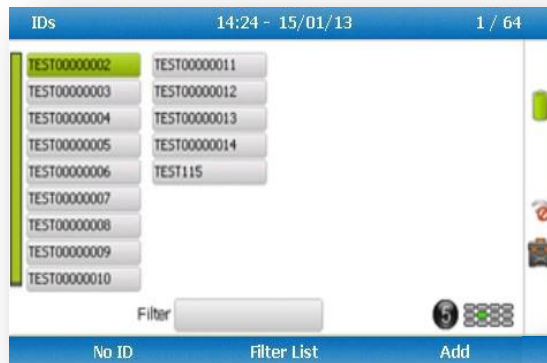 IDs 14:24 - 15/01/13 1 / 64
TEST00000002 TEST00000011
TEST00000003 TEST00000012
TEST00000004 TEST00000013
TEST00000005 TEST00000014
TEST00000006 TEST115
TEST00000007
TEST00000008
TEST00000009
TEST00000010
Filter 5
No ID Filter List Add